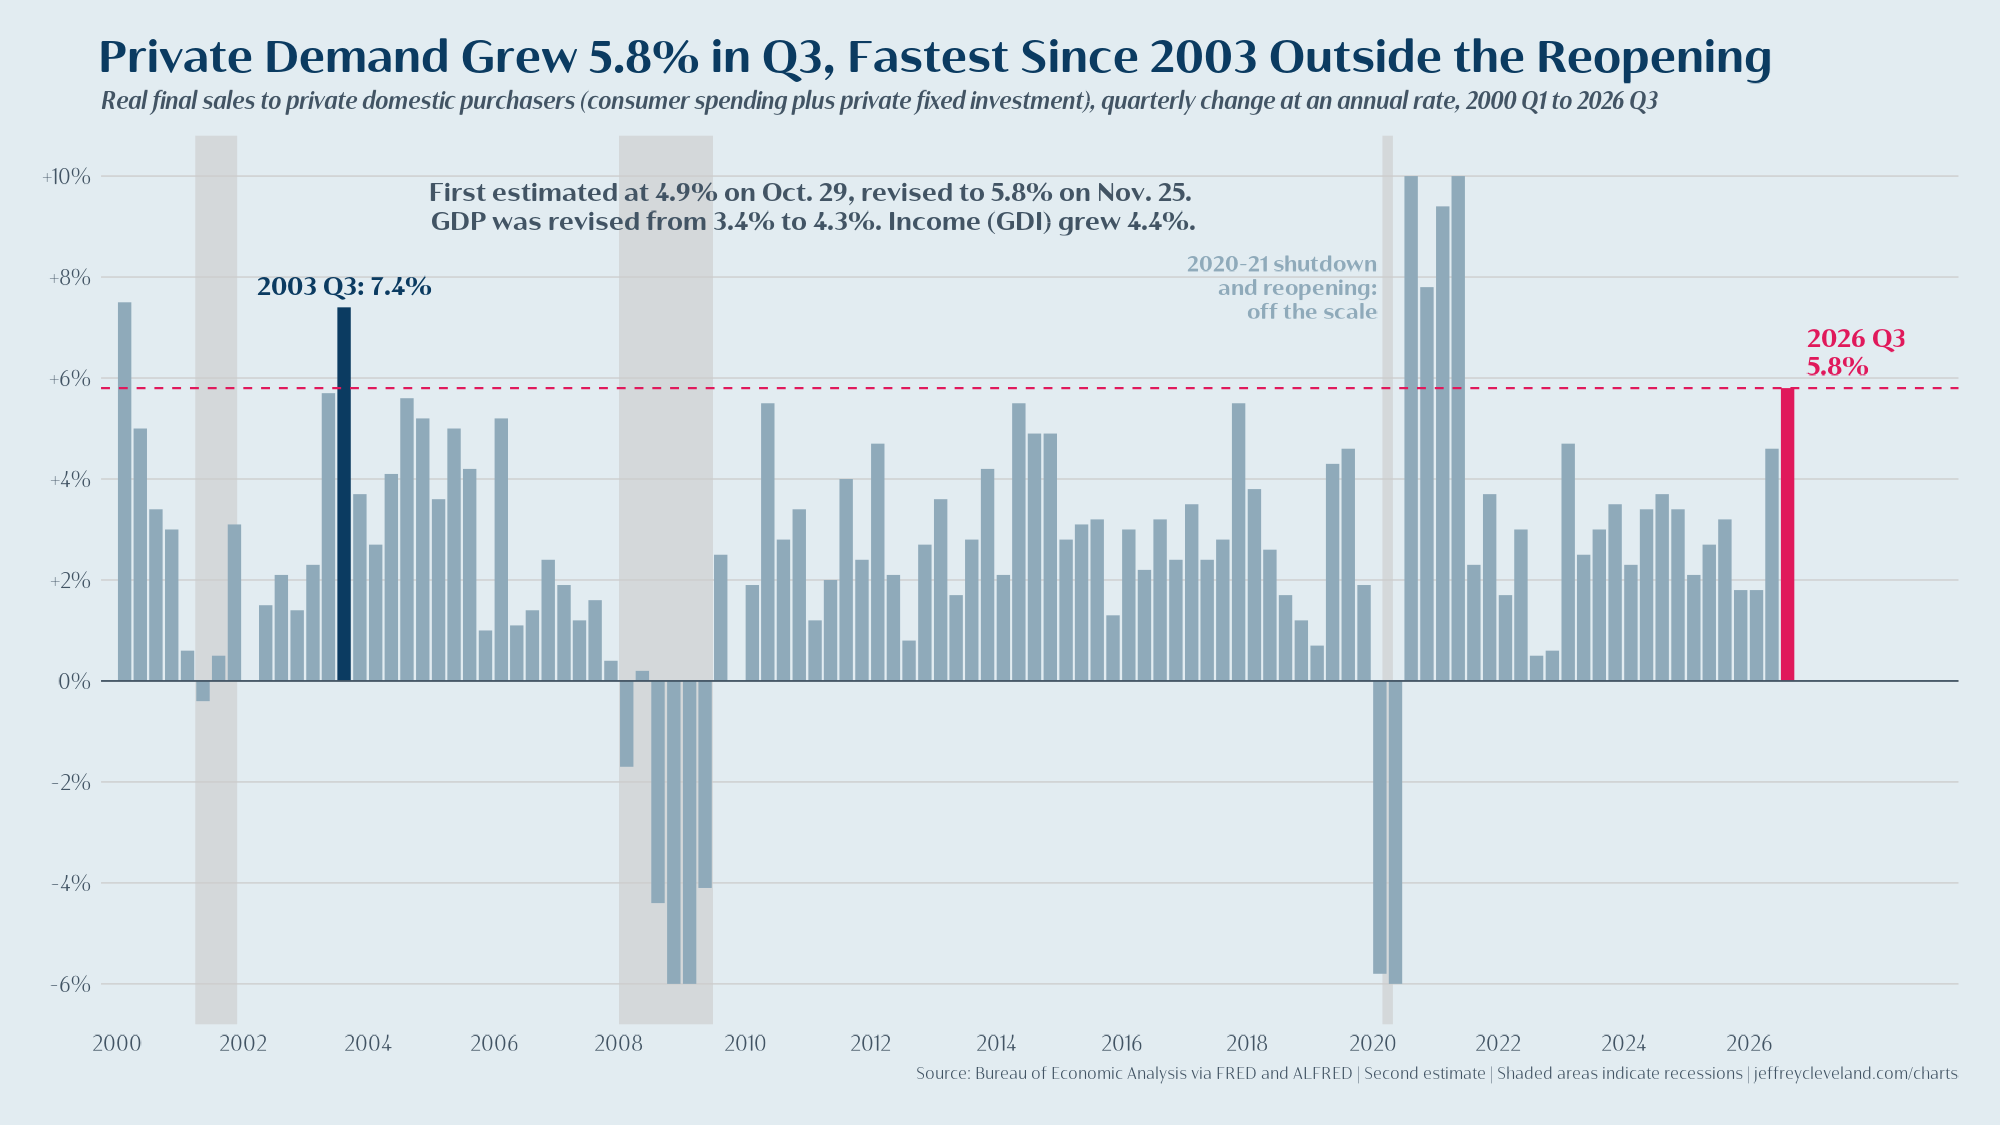 Private Demand Grew 5.8% in Q3, Fastest Since 2003 Outside the Reopening
Real final sales to private domestic purchasers (consumer spending plus private fixed investment), quarterly change at an annual rate, 2000 Q1 to 2026 Q3
+10%
First estimated at 4.9% on Oct. 29, revised to 5.8% on Nov. 25.
GDP was revised from 3.4% to 4.3%. Income (GDI) grew 4.4%.
2020-21 shutdown
and reopening:
off the scale
+8%
2003 Q3: 7.4%
2026 Q3
5.8%
+6%
+4%
+2%
0%
-2%
-4%
-6%
2000 2002 2004 2006 2008 2010 2012 2014 2016 2018 2020 2022 2024 2026
Source: Bureau of Economic Analysis via FRED and ALFRED | Second estimate | Shaded areas indicate recessions | jeffreycleveland.com/charts